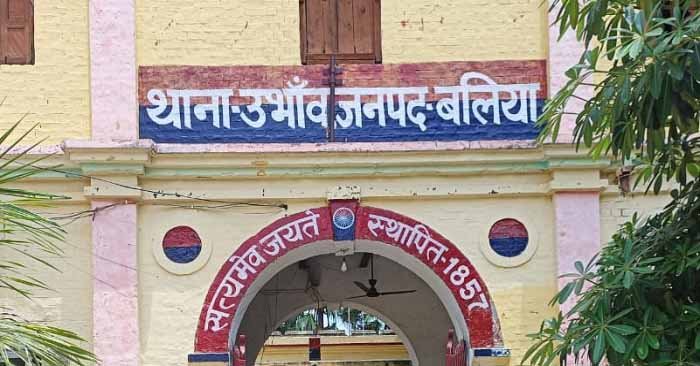 थाना-उभाँव जनपद-बलिया
सत्यमेव जयते स्थापित-1857